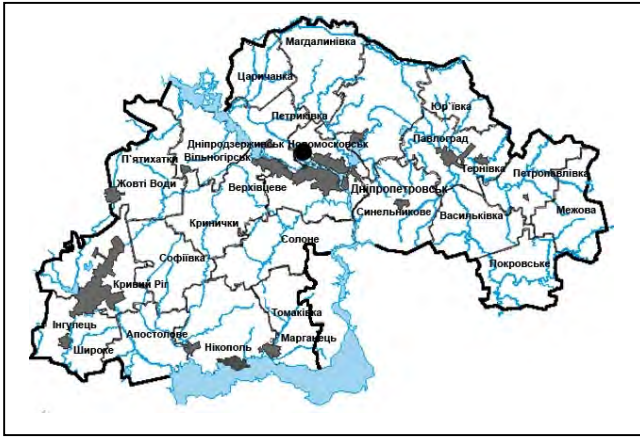 Магдалинівка
Царичанка
Юр'ївка
Петриківка
Павлоград
Дніпродзержинськ Новомосковськ
П'ятихатки Вільногірськ
Тернівка
Петропавлівка
Жовті Води
Верхівцеве
Дніпропетровськ
Синельникове
Васильківка
Межова
Кринички
Солоне
Софіївка
Покровське
Кривий Ріг
Томаківка
Інгулець
Апостолове
Широке
Нікополь
Марганець